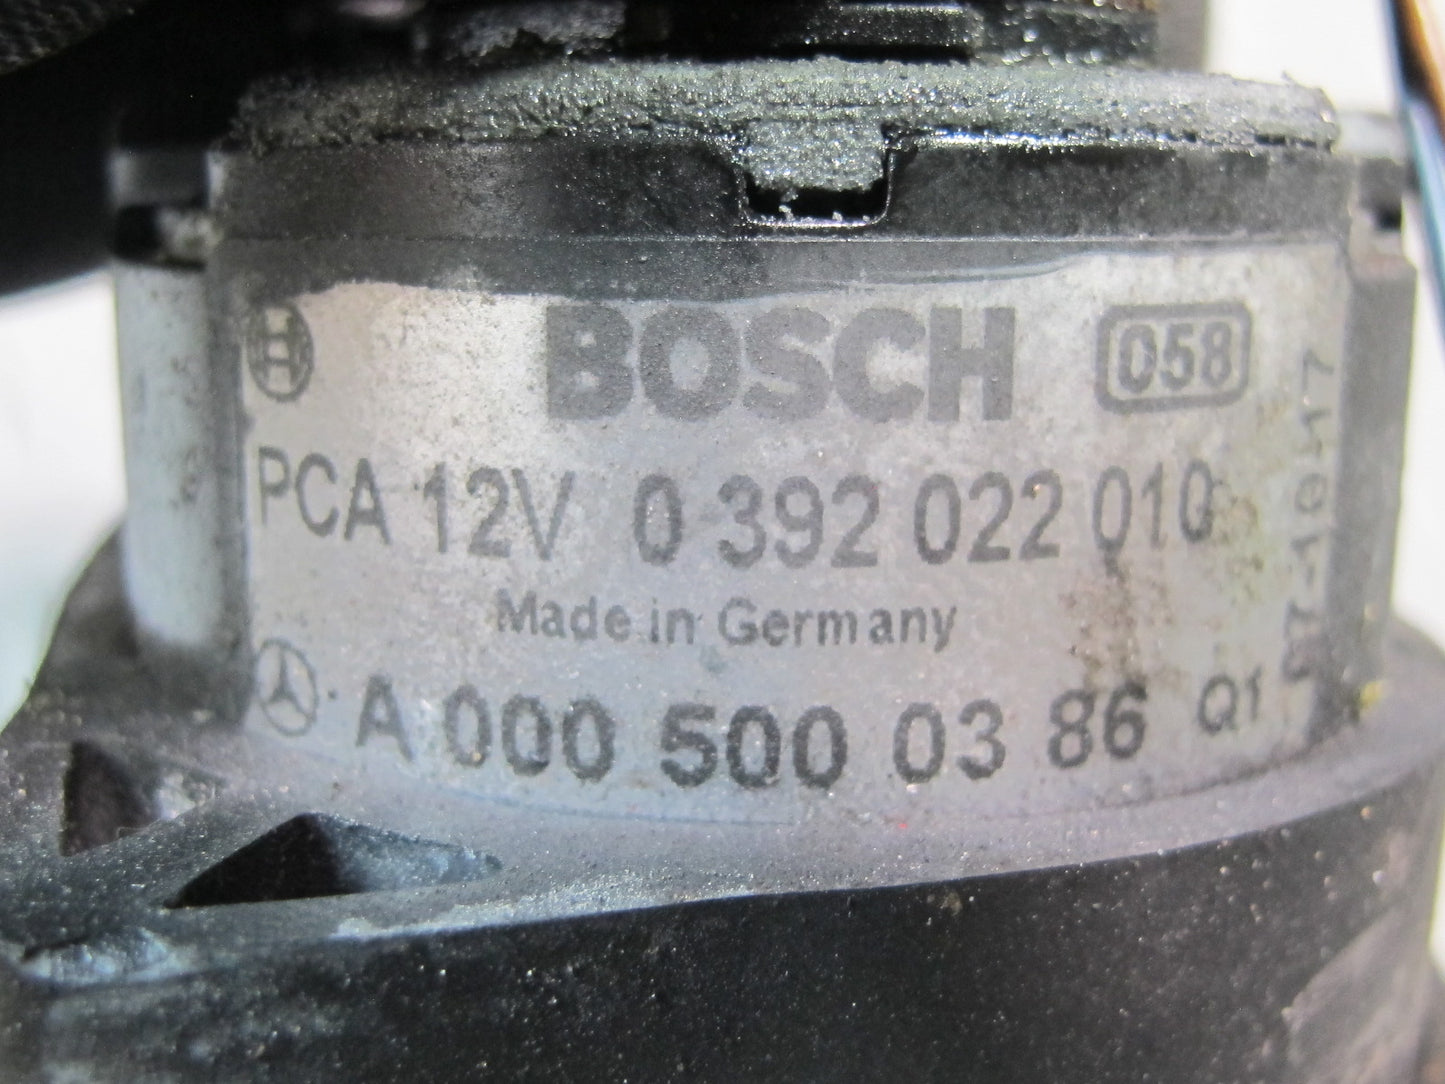 BOSCH 058
PCA 12V 0 392 022 010
Made in Germany
A 000 500 03 86 Q1